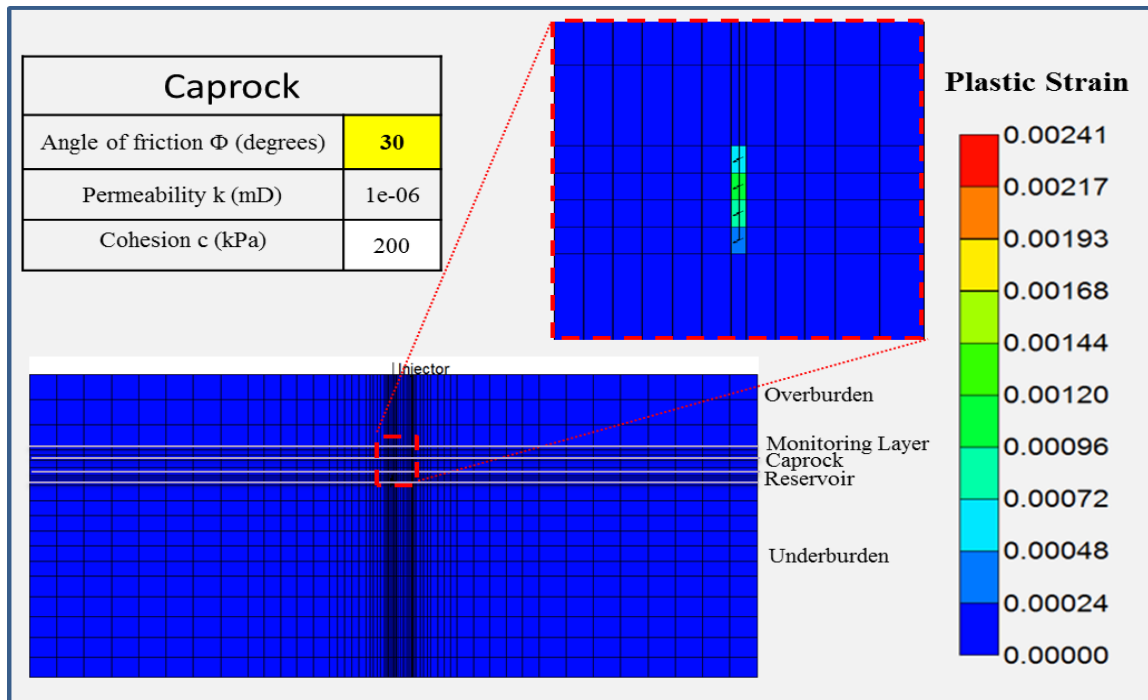 Caprock
Angle of friction Φ (degrees) 30
Permeability k (mD) 1e-06
Cohesion c (kPa) 200
Plastic Strain
0.00241
0.00217
0.00193
0.00168
0.00144
0.00120
0.00096
0.00072
0.00048
0.00024
0.00000
Injector
Overburden
Monitoring Layer
Caprock
Reservoir
Underburden